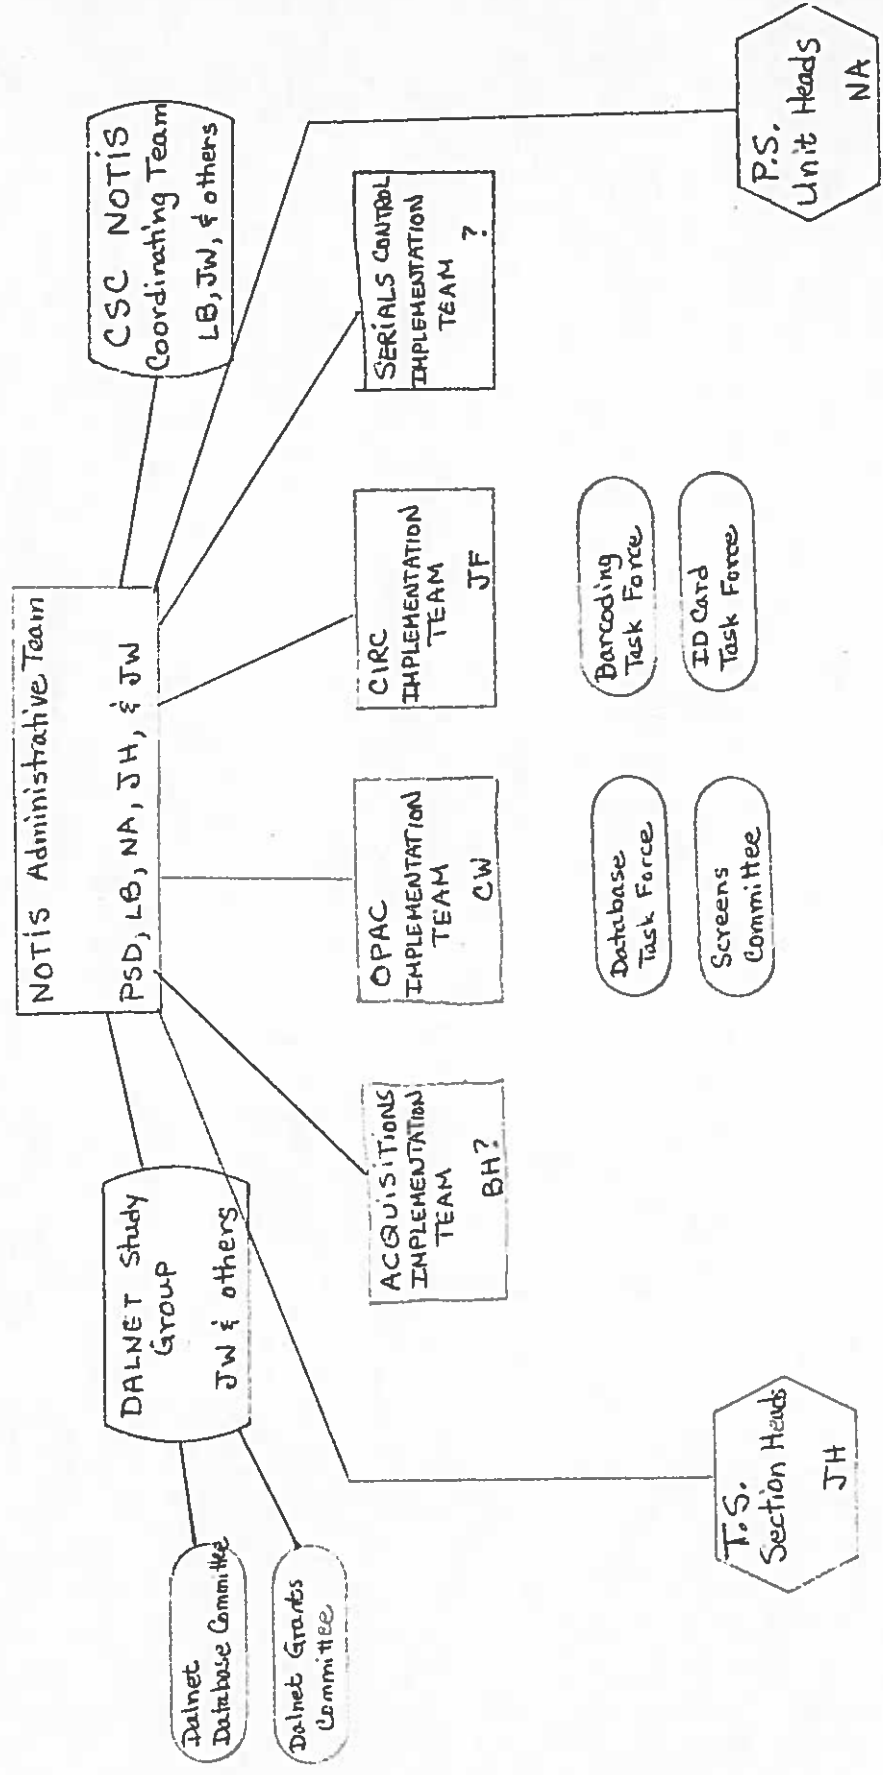 NOTIS Administrative Team
PSD, LB, NA, JH, & JW
DALNET Study
Group
JW & others
CSC NOTIS
Coordinating Team
LB, JW, & others
Dalnet
Database Committee
Dalnet Grants
Committee
ACQUISITIONS
IMPLEMENTATION
TEAM
BH?
OPAC
IMPLEMENTATION
TEAM
CW
CIRC
IMPLEMENTATION
TEAM
JF
SERIALS CONTROL
IMPLEMENTATION
TEAM
?
Database
Task Force
Screens
Committee
Barcoding
Task Force
ID Card
Task Force
T.S.
Section Heads
JH
P.S.
Unit Heads
NA